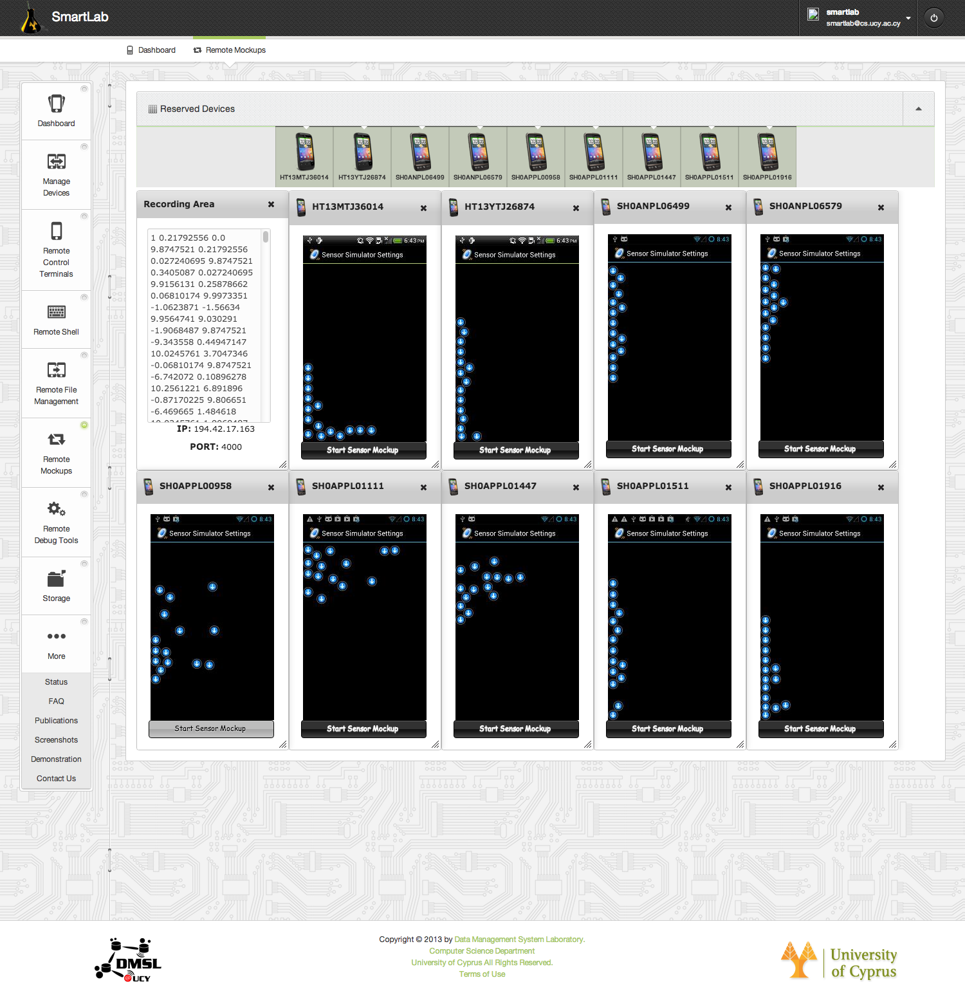 SmartLab
smartlab
smartlab@cs.ucy.ac.cy
Dashboard
Remote Mockups
Dashboard
Manage
Devices
Remote
Control
Terminals
Remote Shell
Remote File
Management
Remote
Mockups
Remote
Debug Tools
Storage
More
Status
FAQ
Publications
Screenshots
Demonstration
Contact Us
Reserved Devices
HT13MTJ36014
HT13YTJ26874
SH0ANPL06499
SH0ANPL06579
SH0APPL00958
SH0APPL01111
SH0APPL01447
SH0APPL01511
SH0APPL01916
Recording Area
1 0.21792556 0.0
9.8747521 0.21792556
0.027240695 9.8747521
0.3405087 0.027240695
9.9156131 0.25878662
0.06810174 9.9973351
-1.0623871 -1.56634
9.9564741 9.030291
-1.9068487 9.8747521
-9.343558 0.44947147
10.0245761 3.7047346
-0.06810174 9.8747521
-6.742072 0.10896278
10.2561221 6.891896
-0.87170225 9.806651
-6.469665 1.484618
IP: 194.42.17.163
PORT: 4000
HT13MTJ36014
6:43 PM
Sensor Simulator Settings
Start Sensor Mockup
HT13YTJ26874
6:43 PM
Sensor Simulator Settings
Start Sensor Mockup
SH0ANPL06499
8:43
Sensor Simulator Settings
Start Sensor Mockup
SH0ANPL06579
8:43
Sensor Simulator Settings
Start Sensor Mockup
SH0APPL00958
8:43
Sensor Simulator Settings
Start Sensor Mockup
SH0APPL01111
8:43
Sensor Simulator Settings
Start Sensor Mockup
SH0APPL01447
8:43
Sensor Simulator Settings
Start Sensor Mockup
SH0APPL01511
8:43
Sensor Simulator Settings
Start Sensor Mockup
SH0APPL01916
8:43
Sensor Simulator Settings
Start Sensor Mockup
DMSL
@UCY
Copyright © 2013 by Data Management System Laboratory.
Computer Science Department
University of Cyprus All Rights Reserved.
Terms of Use
University
of Cyprus